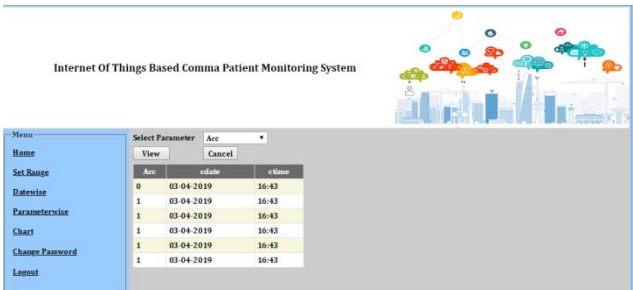 Internet Of Things Based Comma Patient Monitoring System
Menu
Home
Set Range
Datewise
Parameterwise
Chart
Change Password
Logout
Select Parameter Acc
View Cancel
Acc cdate ctime
0 03-04-2019 16:43
1 03-04-2019 16:43
1 03-04-2019 16:43
1 03-04-2019 16:43
1 03-04-2019 16:43
1 03-04-2019 16:43